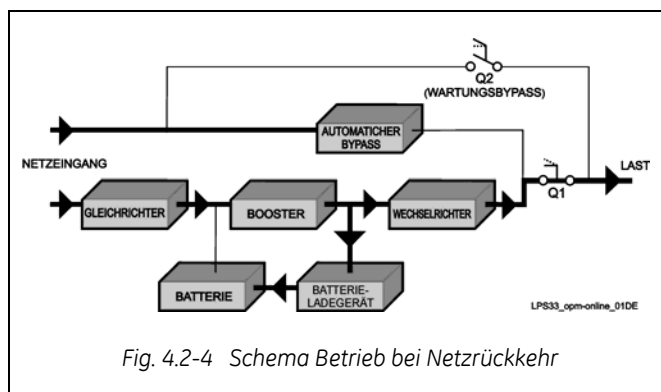 Q2
(WARTUNGSBYPASS)
AUTOMATICHER
BYPASS
NETZEINGANG
LAST
GLEICHRICHTER
BOOSTER
WECHSELRICHTER
Q1
BATTERIE
BATTERIE-
LADEGERÄT
LPS33_opm-online_01DE
Fig. 4.2-4 Schema Betrieb bei Netzrückkehr